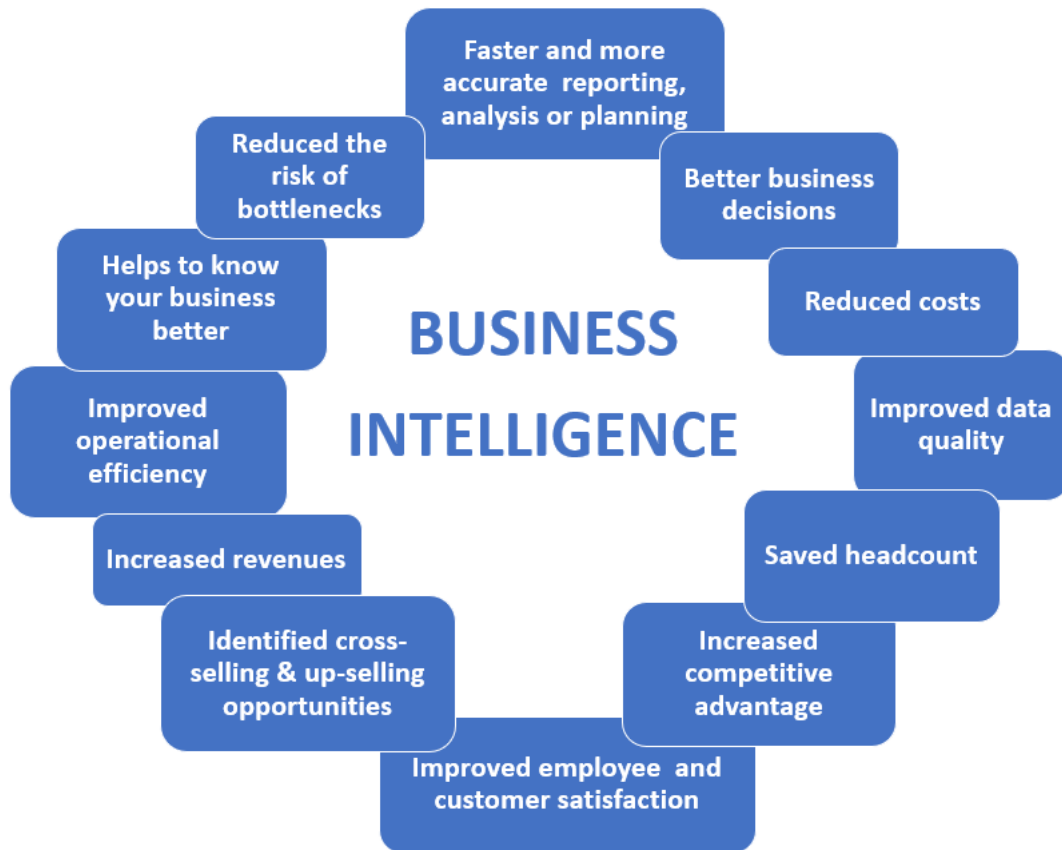 Faster and more
accurate reporting,
analysis or planning
Better business
decisions
Reduced costs
Improved data
quality
Saved headcount
Increased
competitive
advantage
Improved employee and
customer satisfaction
Identified cross-
selling & up-selling
opportunities
Increased revenues
Improved
operational
efficiency
Helps to know
your business
better
Reduced the
risk of
bottlenecks
BUSINESS
INTELLIGENCE